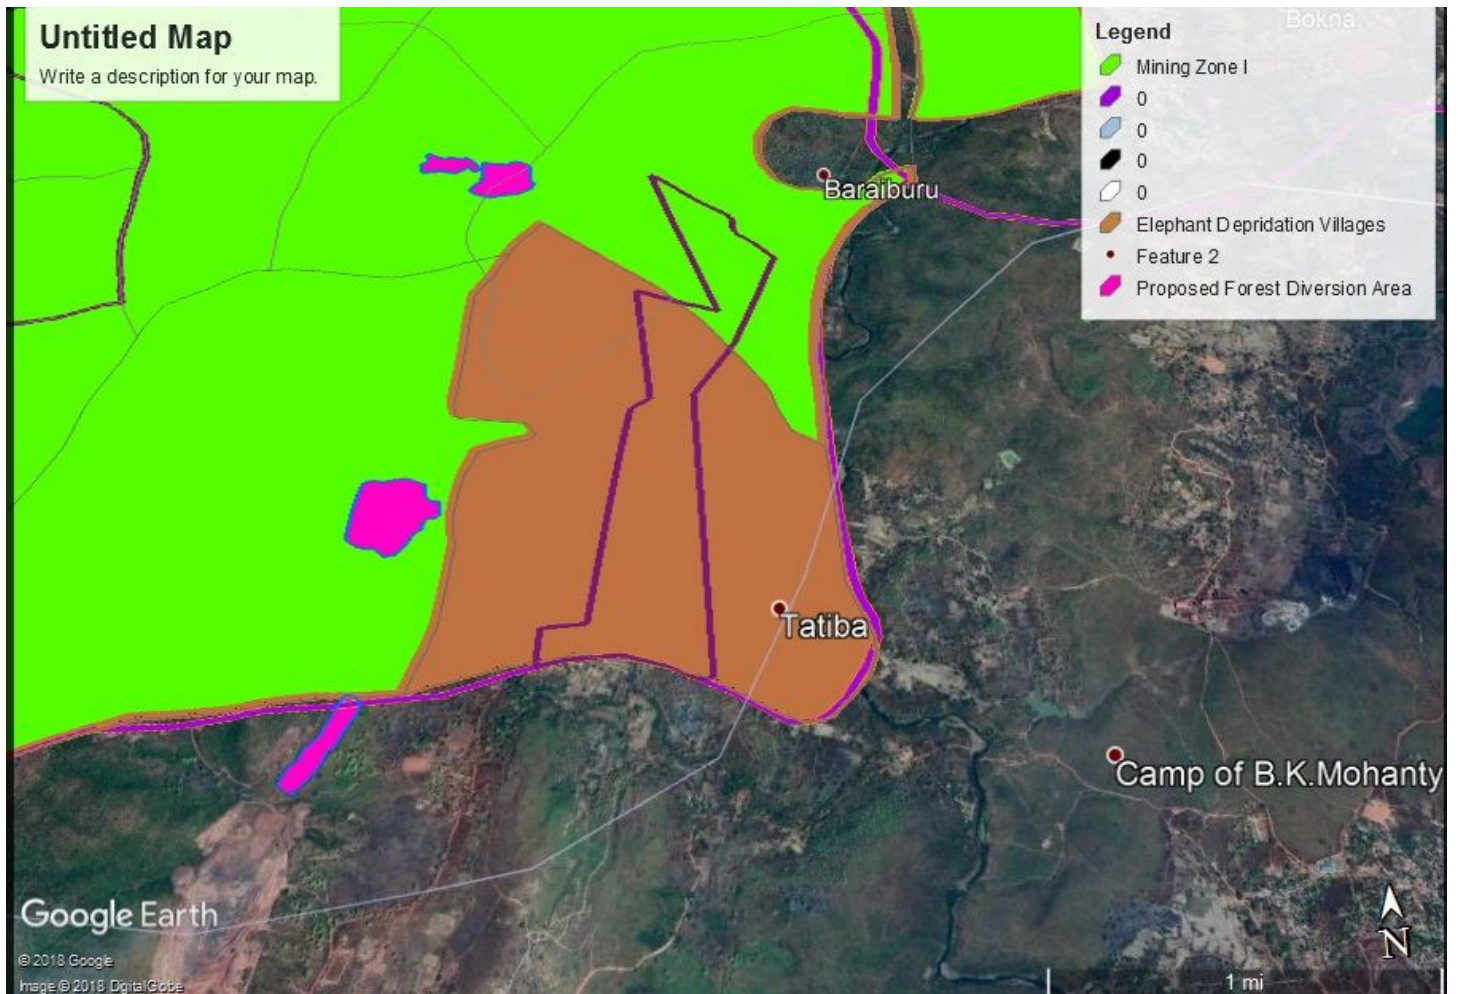 Untitled Map
Write a description for your map.
Bokna
Legend
Mining Zone I
0
0
0
0
Elephant Depridation Villages
Feature 2
Proposed Forest Diversion Area
Baraiburu
Tatiba
Camp of B.K.Mohanty
Google Earth
N
© 2018 Google
Image © 2018 DigitalGlobe
1 mi